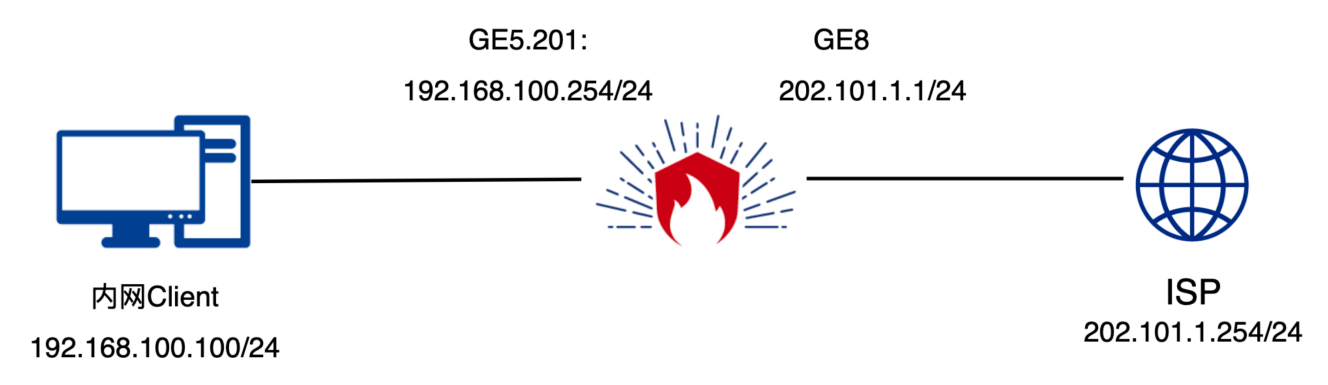 GE5.201:
192.168.100.254/24
GE8
202.101.1.1/24
内网Client
192.168.100.100/24
ISP
202.101.1.254/24